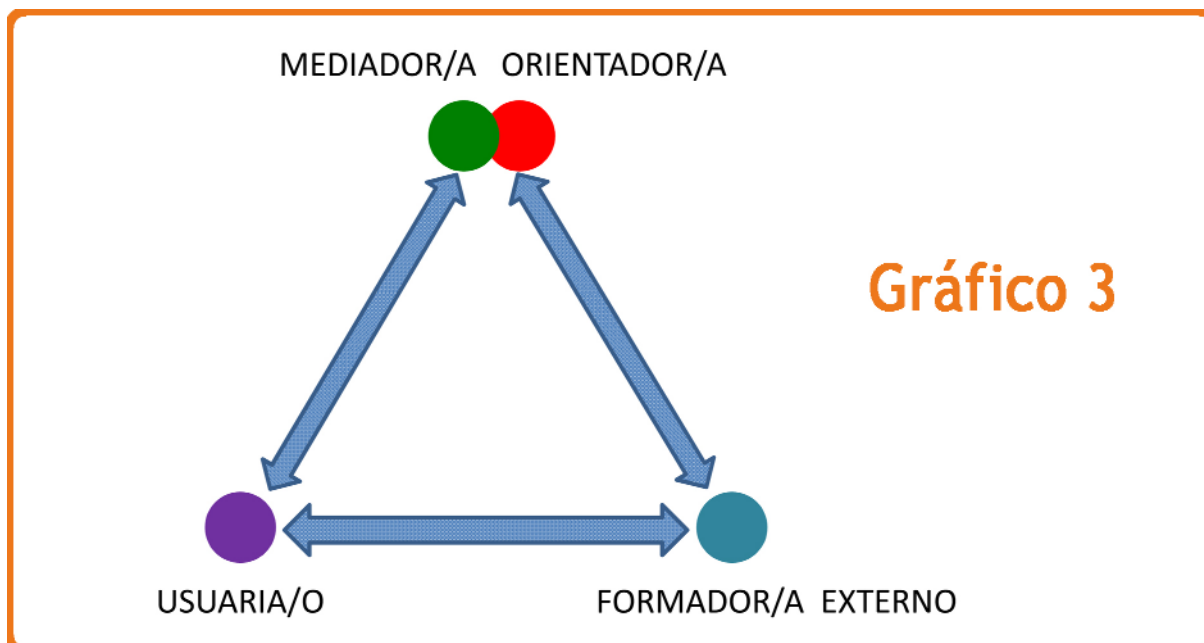 MEDIADOR/A ORIENTADOR/A
Gráfico 3
USUARIA/O
FORMADOR/A EXTERNO